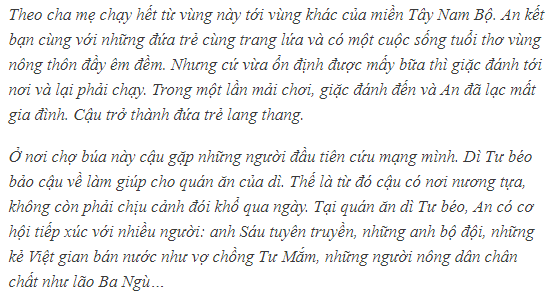 Theo cha mẹ chạy hết từ vùng này tới vùng khác của miền Tây Nam Bộ. An kết
bạn cùng với những đứa trẻ cùng trang lứa và có một cuộc sống tuổi thơ vùng
nông thôn đầy êm đềm. Nhưng cứ vừa ổn định được mấy bữa thì giặc đánh tới
nơi và lại phải chạy. Trong một lần mải chơi, giặc đánh đến và An đã lạc mất
gia đình. Cậu trở thành đứa trẻ lang thang.
Ở nơi chợ búa này cậu gặp những người đầu tiên cứu mạng mình. Dì Tư béo
bảo cậu về làm giúp cho quán ăn của dì. Thế là từ đó cậu có nơi nương tựa,
không còn phải chịu cảnh đói khổ qua ngày. Tại quán ăn dì Tư béo, An có cơ
hội tiếp xúc với nhiều người: anh Sáu tuyên truyền, những anh bộ đội, những
kẻ Việt gian bán nước như vợ chồng Tư Mắm, những người nông dân chân
chất như lão Ba Ngù…